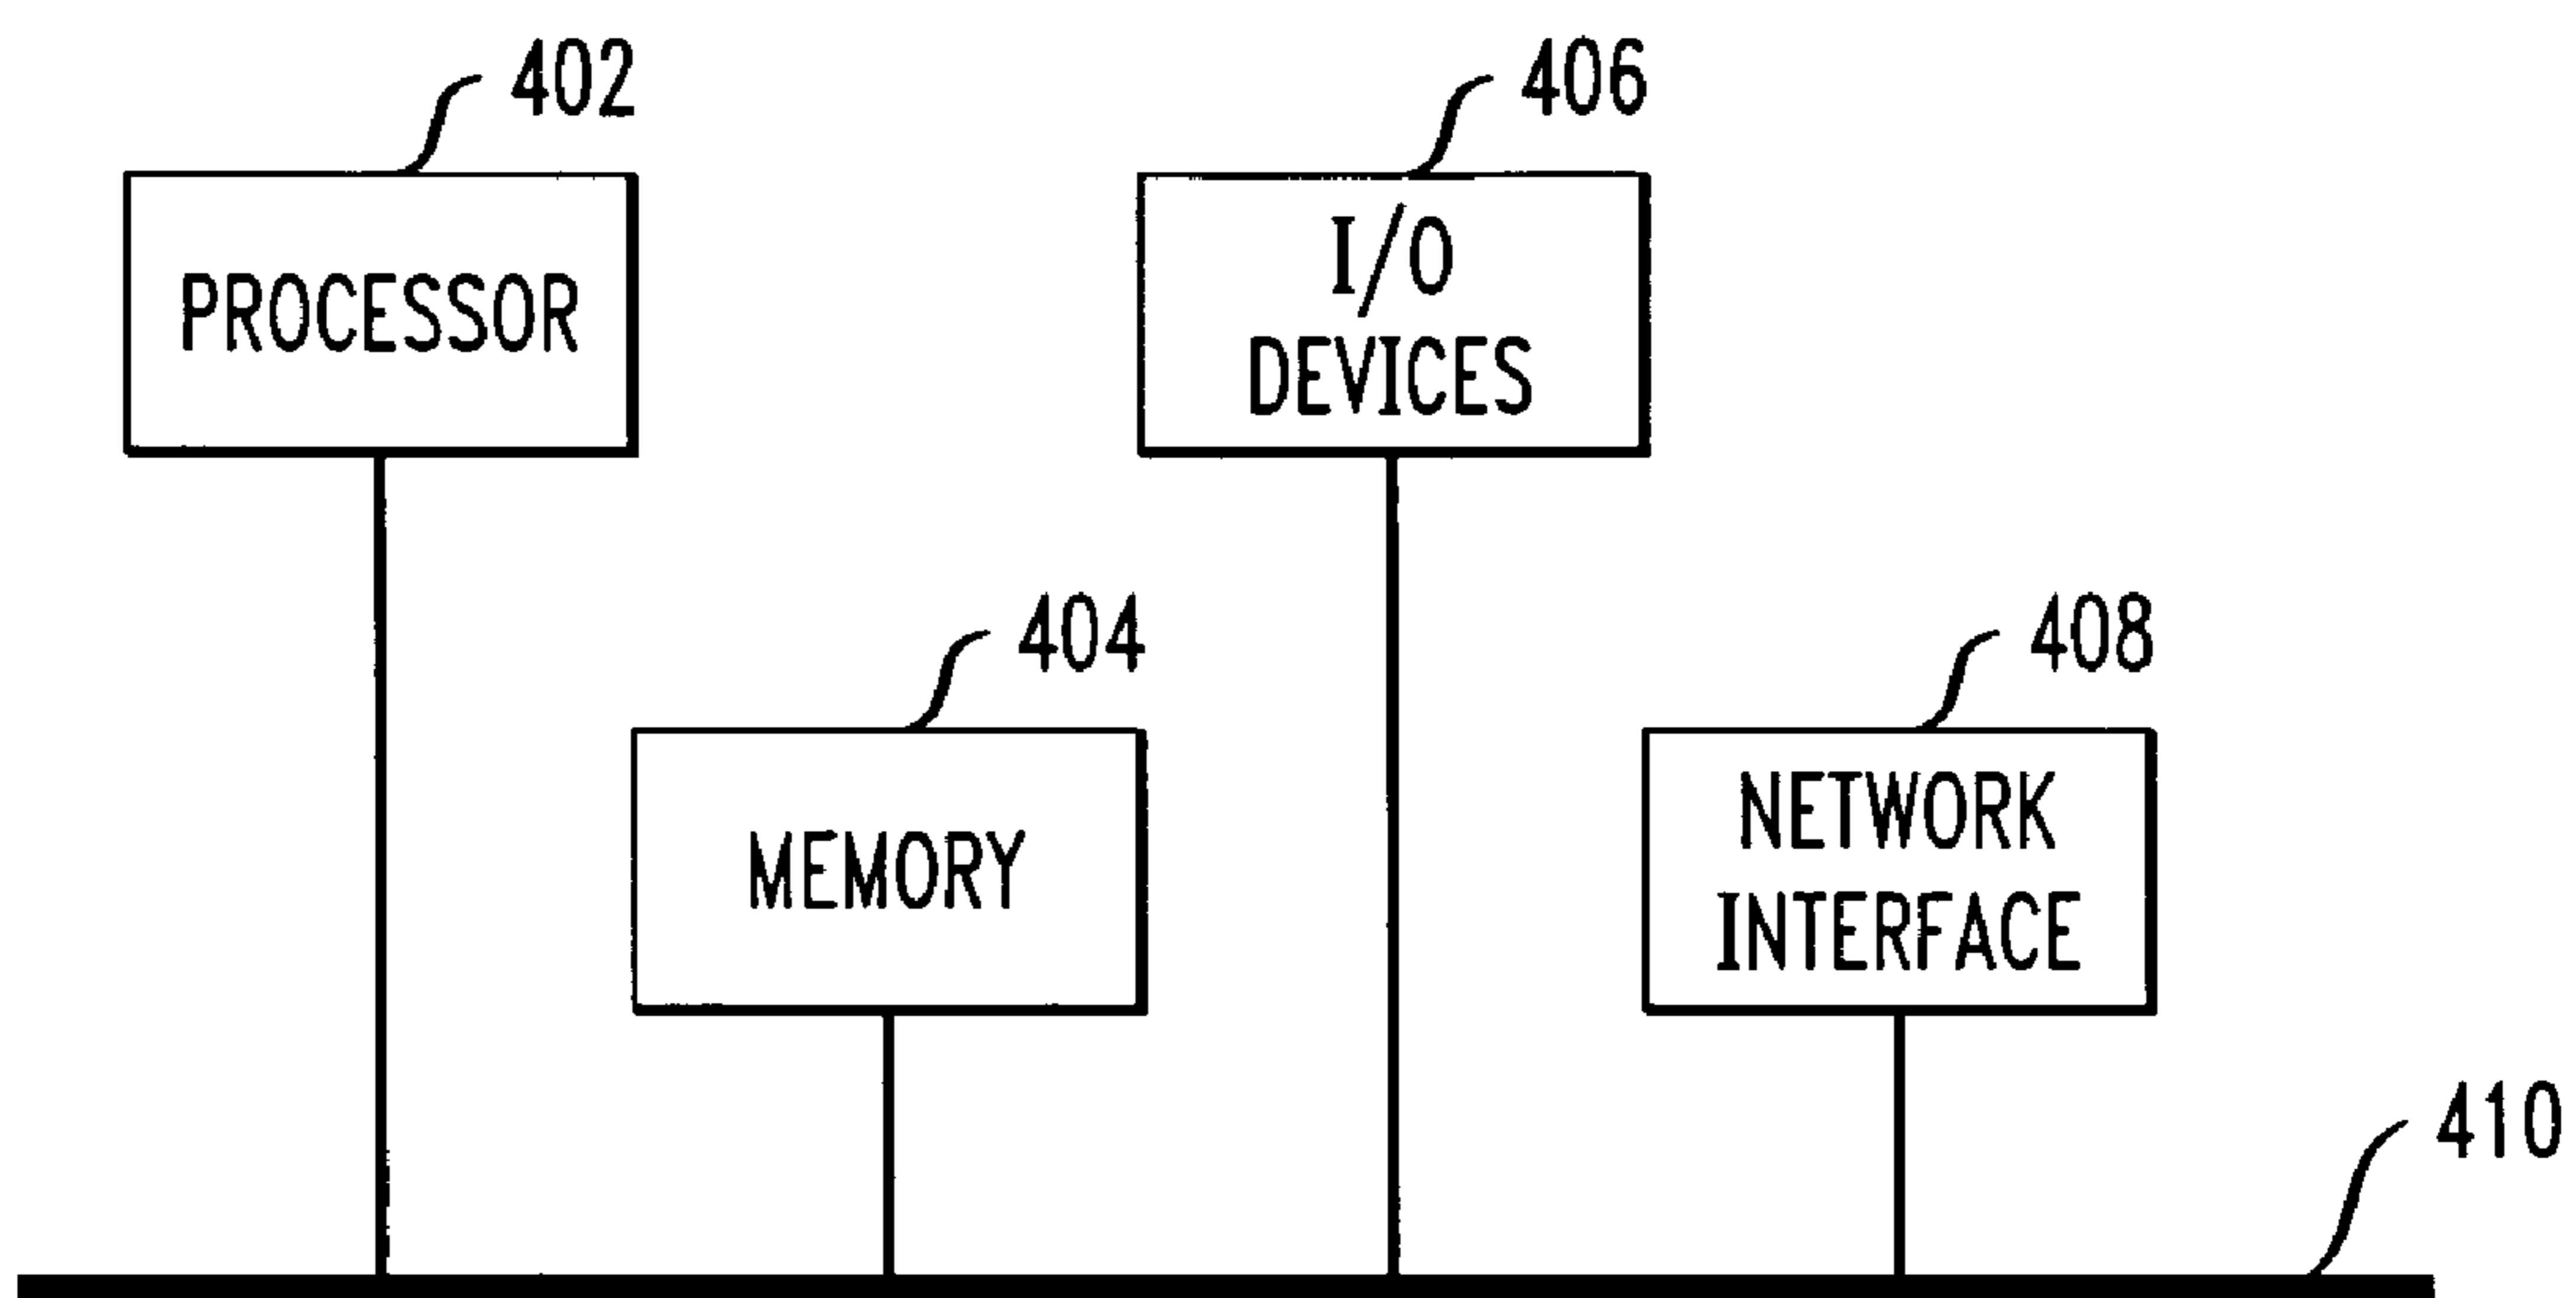 402
PROCESSOR
406
I/O
DEVICES
404
MEMORY
408
NETWORK
INTERFACE
410